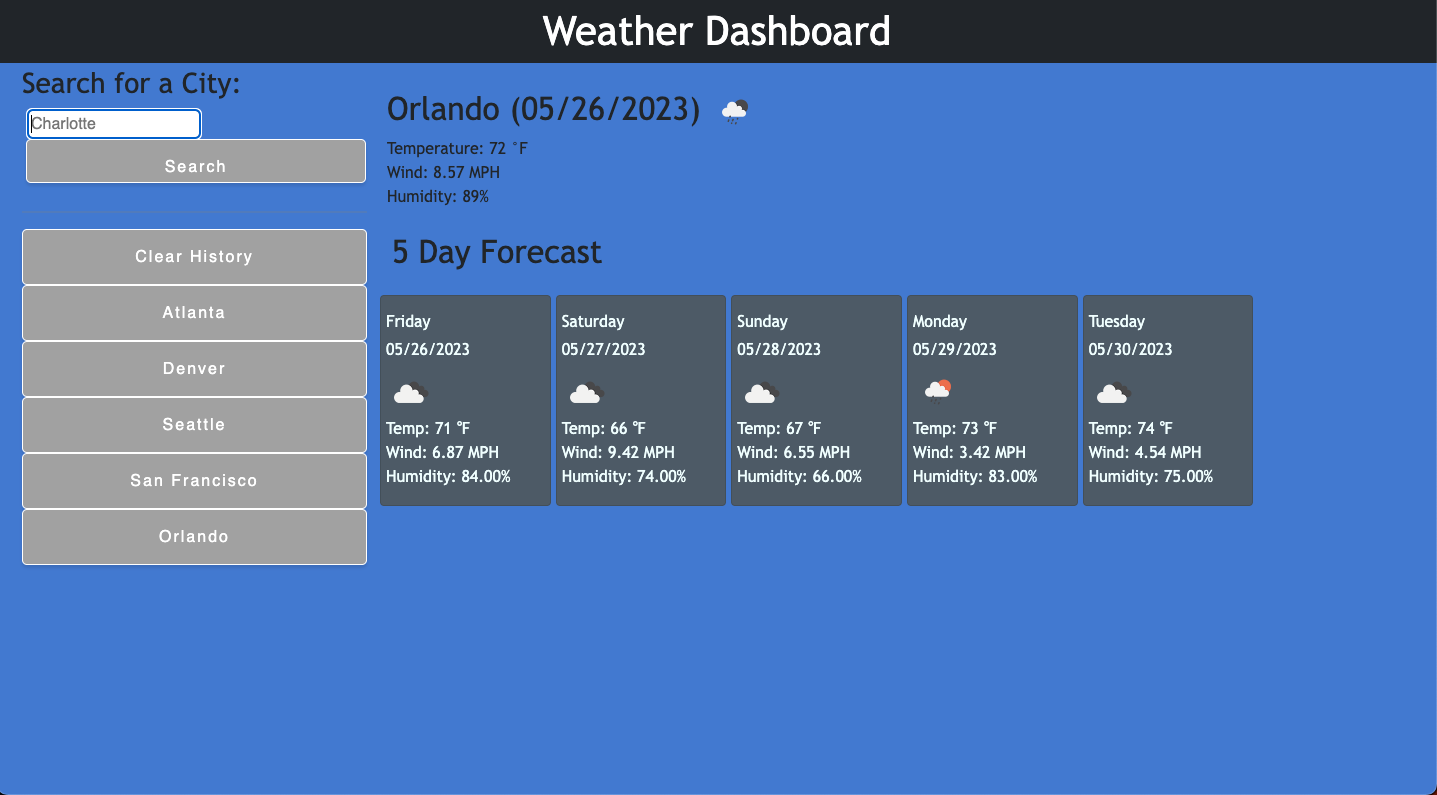 Weather Dashboard
Search for a City:
Charlotte
Search
Clear History
Atlanta
Denver
Seattle
San Francisco
Orlando
Orlando (05/26/2023)
Temperature: 72 °F
Wind: 8.57 MPH
Humidity: 89%
5 Day Forecast
Friday
05/26/2023
Temp: 71 °F
Wind: 6.87 MPH
Humidity: 84.00%
Saturday
05/27/2023
Temp: 66 °F
Wind: 9.42 MPH
Humidity: 74.00%
Sunday
05/28/2023
Temp: 67 °F
Wind: 6.55 MPH
Humidity: 66.00%
Monday
05/29/2023
Temp: 73 °F
Wind: 3.42 MPH
Humidity: 83.00%
Tuesday
05/30/2023
Temp: 74 °F
Wind: 4.54 MPH
Humidity: 75.00%